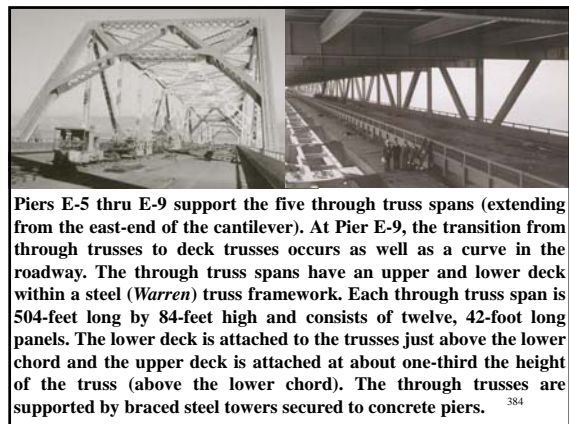 Piers E-5 thru E-9 support the five through truss spans (extending
from the east-end of the cantilever). At Pier E-9, the transition from
through trusses to deck trusses occurs as well as a curve in the
roadway. The through truss spans have an upper and lower deck
within a steel (Warren) truss framework. Each through truss span is
504-feet long by 84-feet high and consists of twelve, 42-foot long
panels. The lower deck is attached to the trusses just above the lower
chord and the upper deck is attached at about one-third the height
of the truss (above the lower chord). The through trusses are
supported by braced steel towers secured to concrete piers. 384